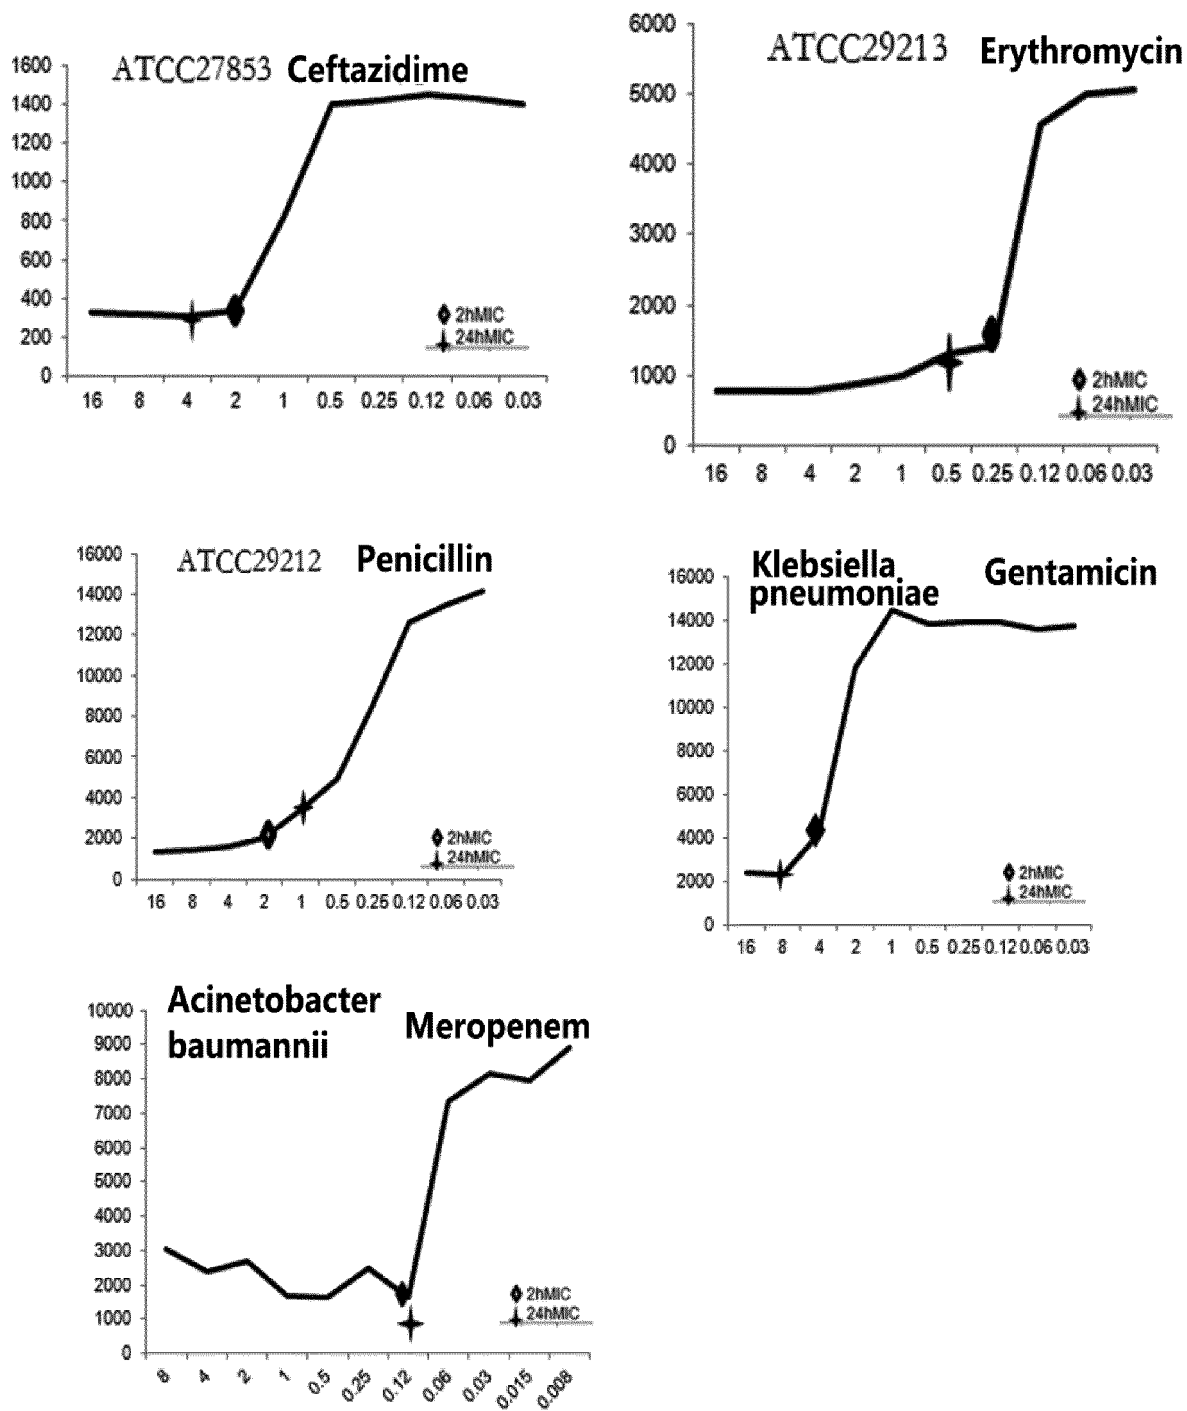 ATCC27853 Ceftazidime
1600
1400
1200
1000
800
600
400
200
0
2hMIC
24hMIC
16 8 4 2 1 0.5 0.25 0.12 0.06 0.03
ATCC29213 Erythromycin
6000
5000
4000
3000
2000
1000
0
2hMIC
24hMIC
16 8 4 2 1 0.5 0.25 0.12 0.06 0.03
ATCC29212 Penicillin
16000
14000
12000
10000
8000
6000
4000
2000
0
2hMIC
24hMIC
16 8 4 2 1 0.5 0.25 0.12 0.06 0.03
Klebsiella
pneumoniae
Gentamicin
16000
14000
12000
10000
8000
6000
4000
2000
0
2hMIC
24hMIC
16 8 4 2 1 0.5 0.25 0.12 0.06 0.03
Acinetobacter
baumannii
Meropenem
10000
9000
8000
7000
6000
5000
4000
3000
2000
1000
0
2hMIC
24hMIC
8 4 2 1 0.5 0.25 0.12 0.06 0.03 0.015 0.008